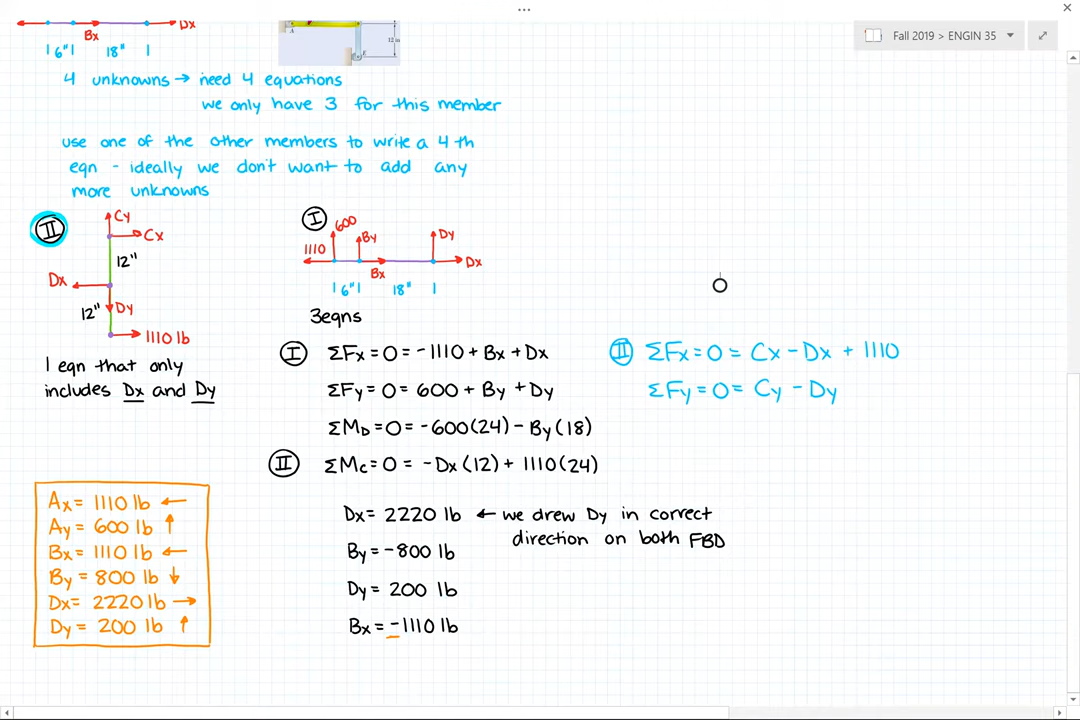 ...
Fall 2019 > ENGIN 35
Dx
Bx
6" 18"
A
E
12 in
4 unknowns → need 4 equations
we only have 3 for this member
use one of the other members to write a 4th
eqn - ideally we don't want to add any
more unknowns
II
Cy
Cx
12"
Dx
12"
Dy
1110 lb
1 eqn that only
includes Dx and Dy
I
600
1110
By
Dy
Bx
Dx
6" 18"
3eqns
I ΣFx = 0 = -1110 + Bx + Dx
ΣFy = 0 = 600 + By + Dy
ΣMD = 0 = -600(24) - By(18)
II ΣMc = 0 = -Dx(12) + 1110(24)
Dx = 2220 lb ← we drew Dy in correct
direction on both FBD
By = -800 lb
Dy = 200 lb
Bx = -1110 lb
II ΣFx = 0 = Cx - Dx + 1110
ΣFy = 0 = Cy - Dy
Ax = 1110 lb ←
Ay = 600 lb ↑
Bx = 1110 lb ←
By = 800 lb ↓
Dx = 2220 lb →
Dy = 200 lb ↑